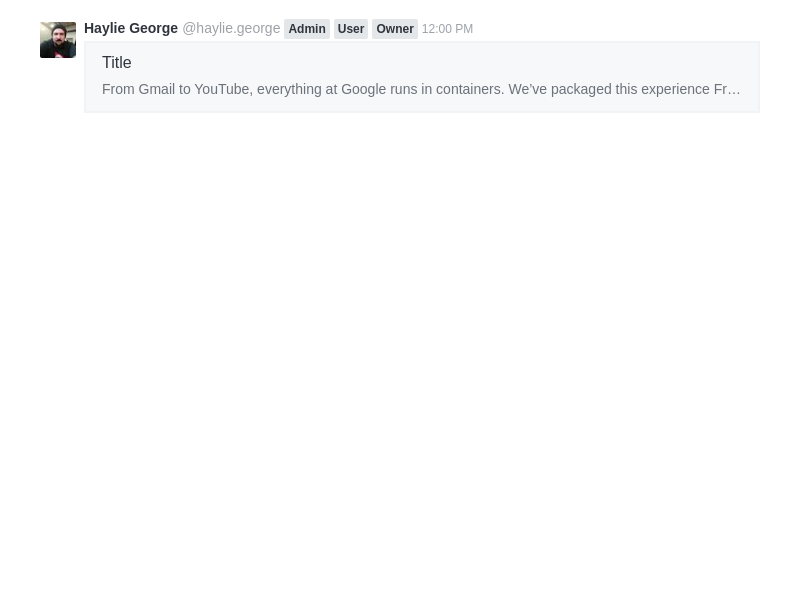 Haylie George @haylie.george Admin User Owner 12:00 PM
Title
From Gmail to YouTube, everything at Google runs in containers. We’ve packaged this experience Fr…